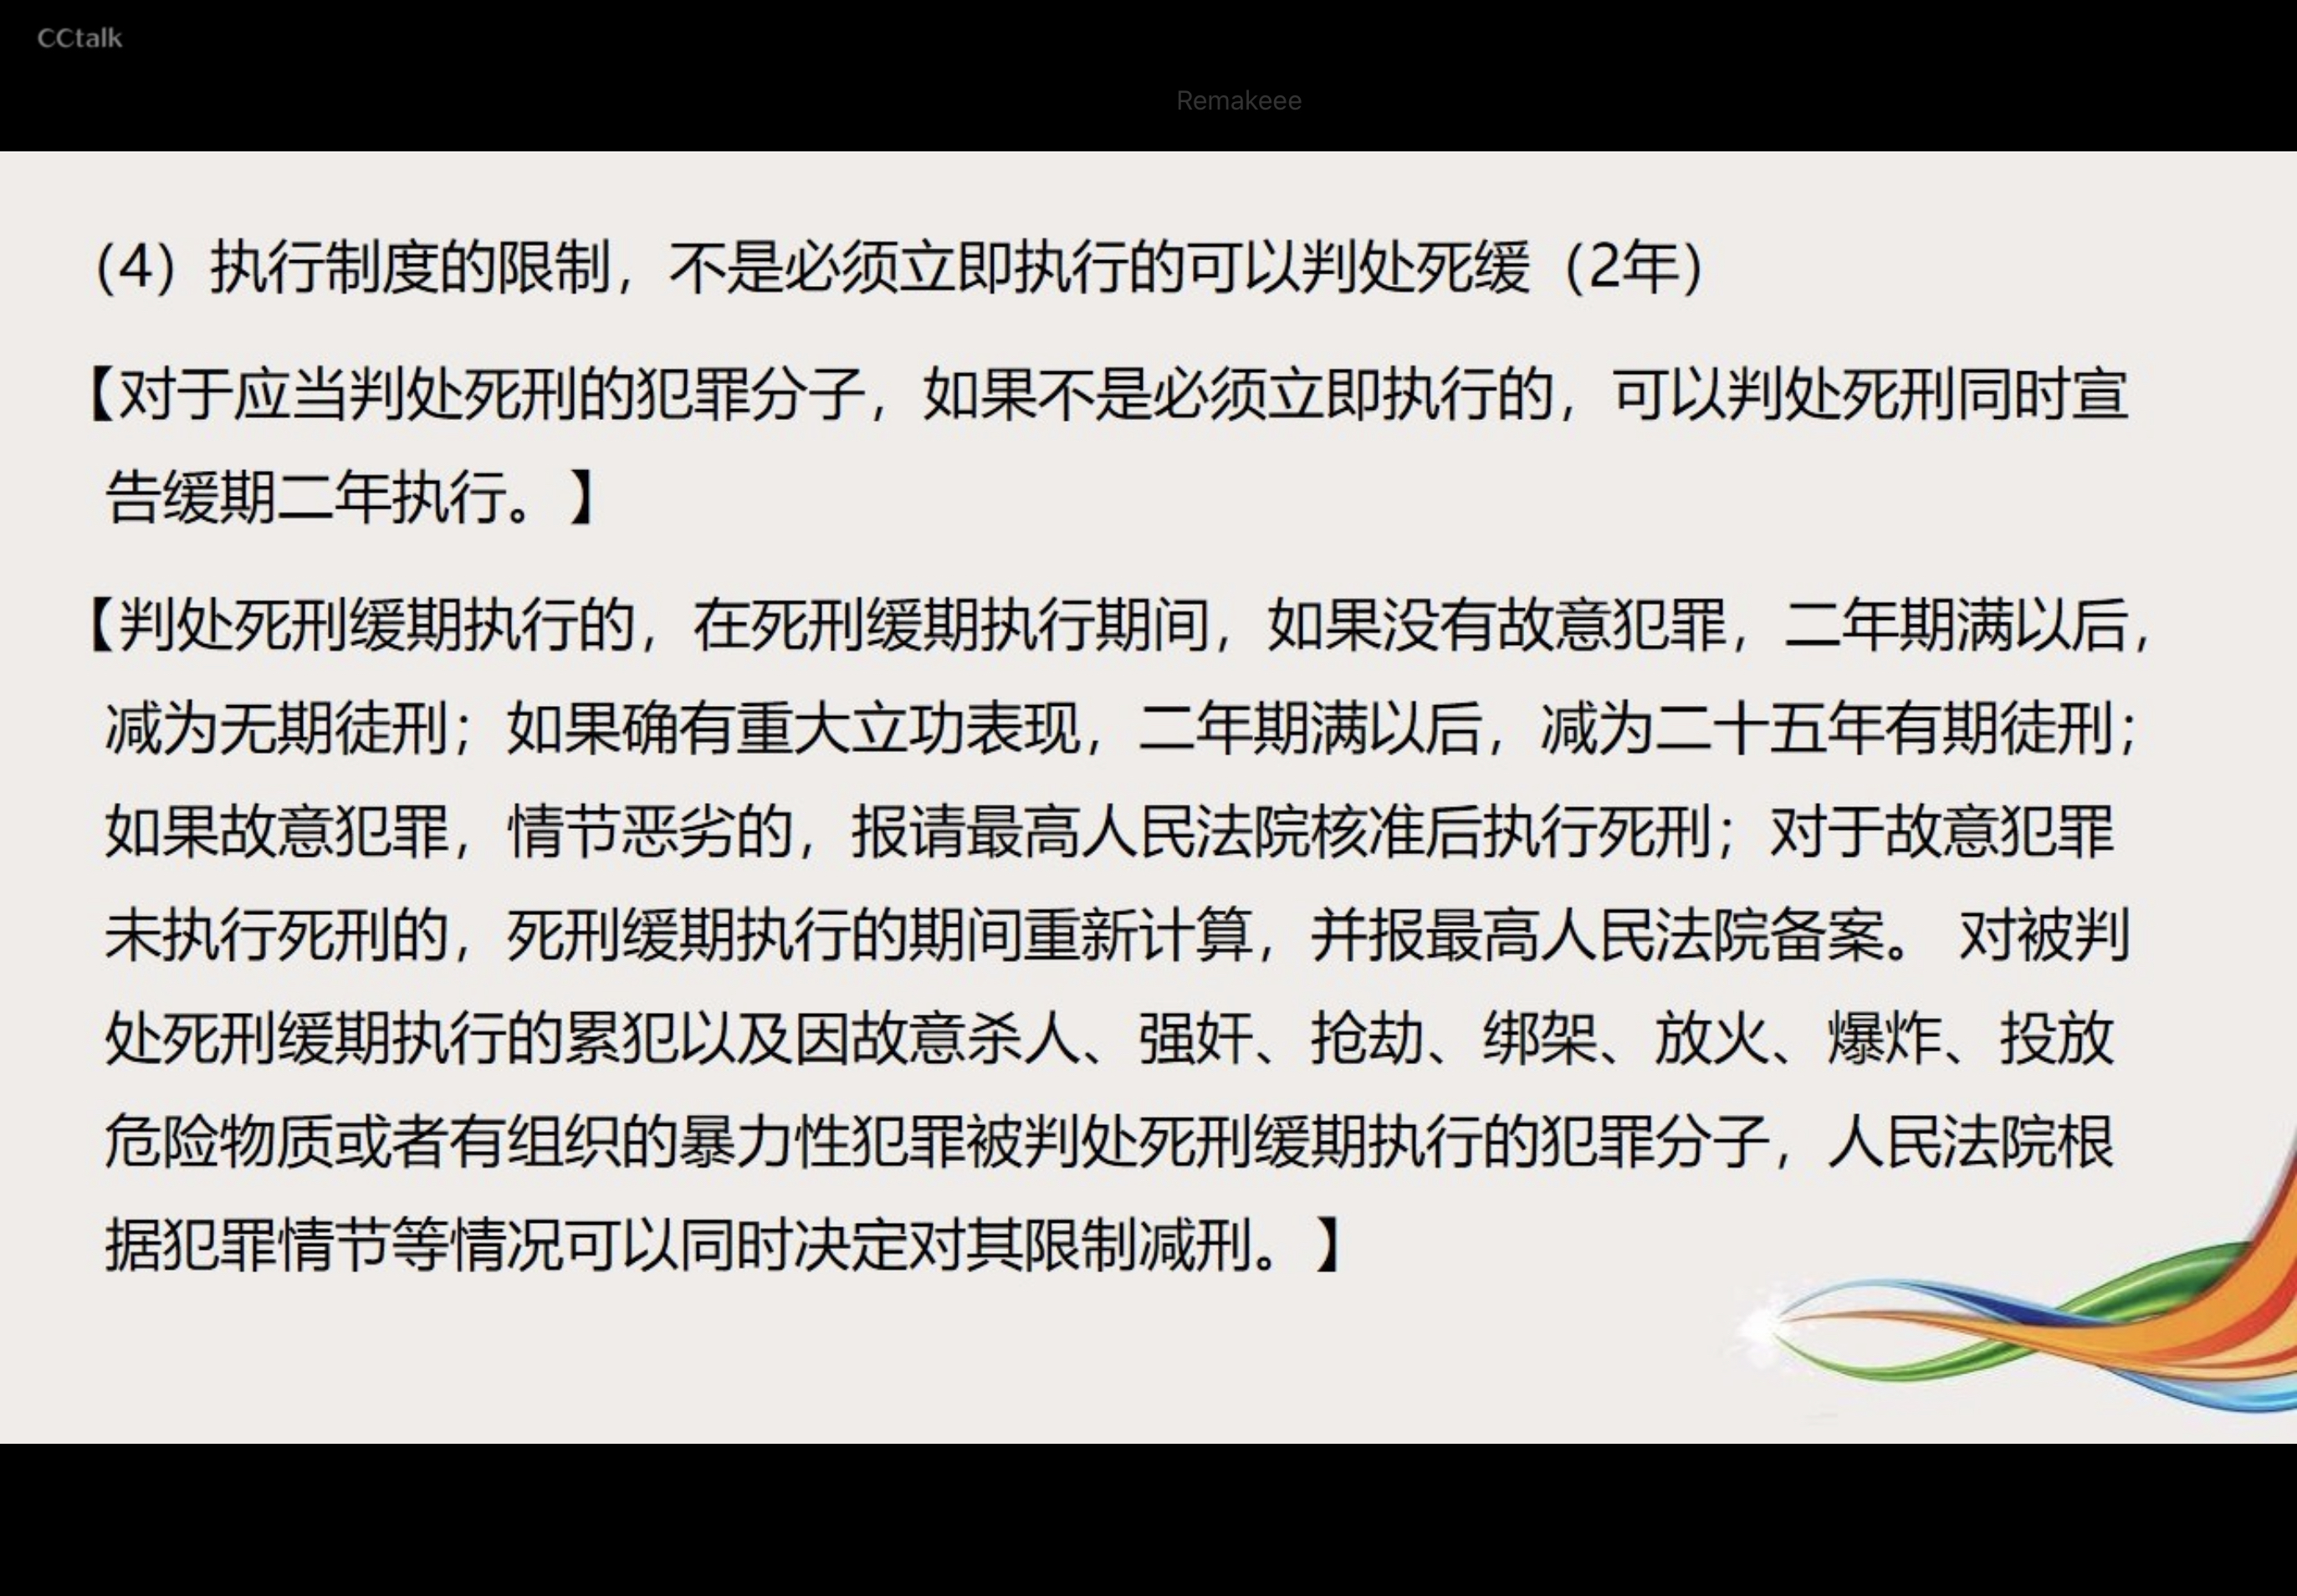 CCtalk
Remakeee
（4）执行制度的限制，不是必须立即执行的可以判处死缓（2年）
【对于应当判处死刑的犯罪分子，如果不是必须立即执行的，可以判处死刑同时宣
告缓期二年执行。】
【判处死刑缓期执行的，在死刑缓期执行期间，如果没有故意犯罪，二年期满以后，
减为无期徒刑；如果确有重大立功表现，二年期满以后，减为二十五年有期徒刑；
如果故意犯罪，情节恶劣的，报请最高人民法院核准后执行死刑；对于故意犯罪
未执行死刑的，死刑缓期执行的期间重新计算，并报最高人民法院备案。 对被判
处死刑缓期执行的累犯以及因故意杀人、强奸、抢劫、绑架、放火、爆炸、投放
危险物质或者有组织的暴力性犯罪被判处死刑缓期执行的犯罪分子，人民法院根
据犯罪情节等情况可以同时决定对其限制减刑。】